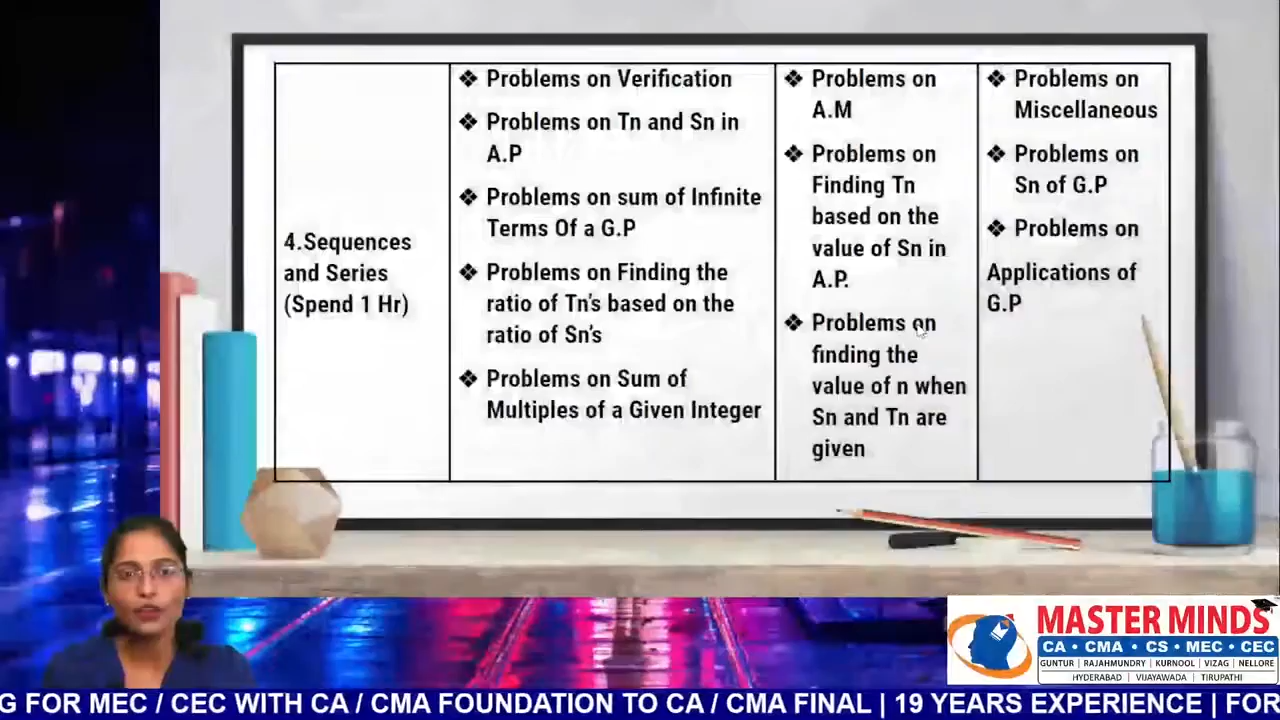 4.Sequences
and Series
(Spend 1 Hr)
❖ Problems on Verification
❖ Problems on Tn and Sn in
A.P
❖ Problems on sum of Infinite
Terms Of a G.P
❖ Problems on Finding the
ratio of Tn's based on the
ratio of Sn's
❖ Problems on Sum of
Multiples of a Given Integer
❖ Problems on
A.M
❖ Problems on
Finding Tn
based on the
value of Sn in
A.P.
❖ Problems on
finding the
value of n when
Sn and Tn are
given
❖ Problems on
Miscellaneous
❖ Problems on
Sn of G.P
❖ Problems on
Applications of
G.P
MASTER MINDS
CA • CMA • CS • MEC • CEC
GUNTUR | RAJAHMUNDRY | KURNOOL | VIZAG | NELLORE
HYDERABAD | VIJAYAWADA | TIRUPATHI
G FOR MEC / CEC WITH CA / CMA FOUNDATION TO CA / CMA FINAL | 19 YEARS EXPERIENCE | FOR